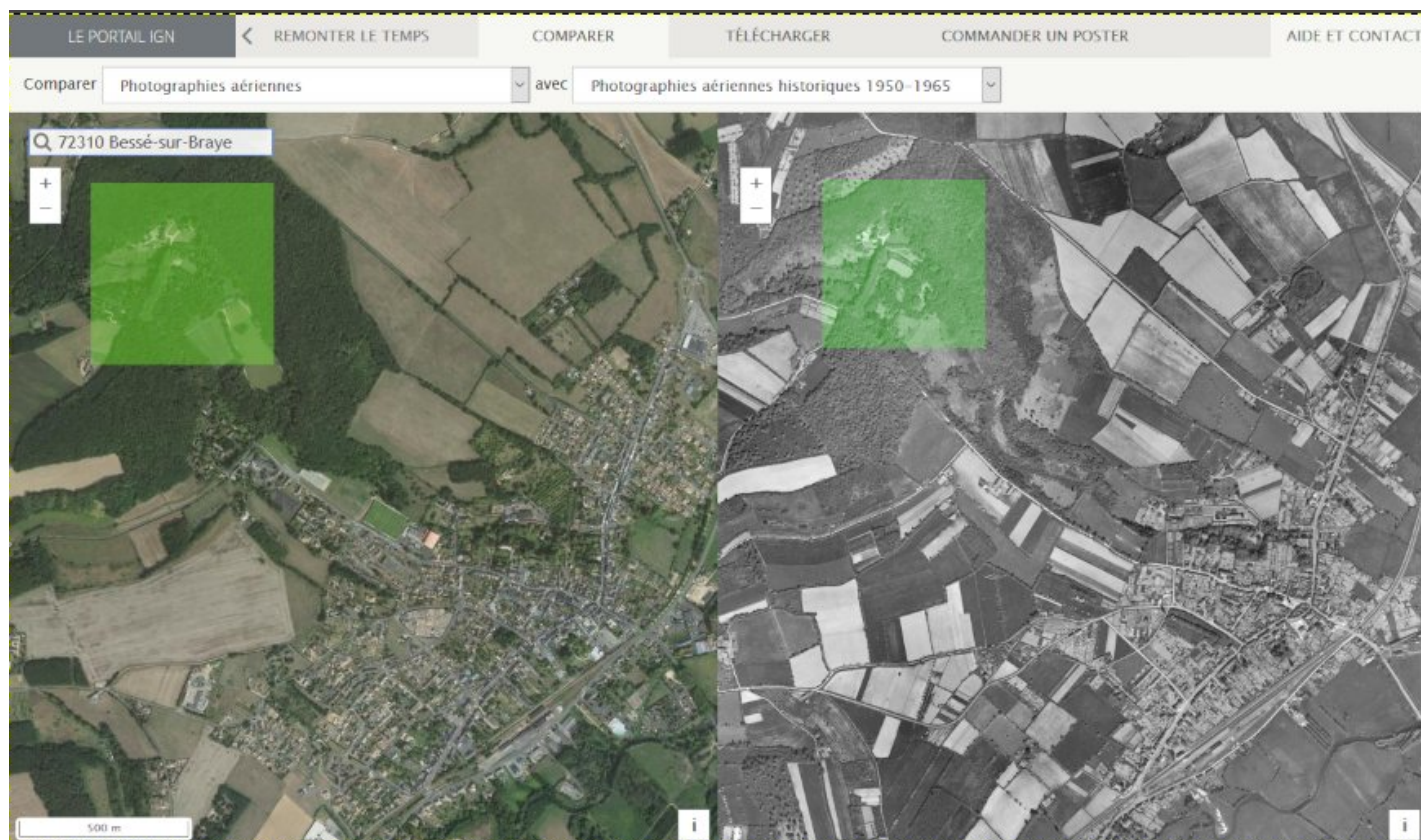 LE PORTAIL IGN REMONTER LE TEMPS COMPARER TÉLÉCHARGER COMMANDER UN POSTER AIDE ET CONTACT
Comparer Photographies aériennes avec Photographies aériennes historiques 1950-1965
72310 Bessé-sur-Braye
+ +
− −
500 m i i